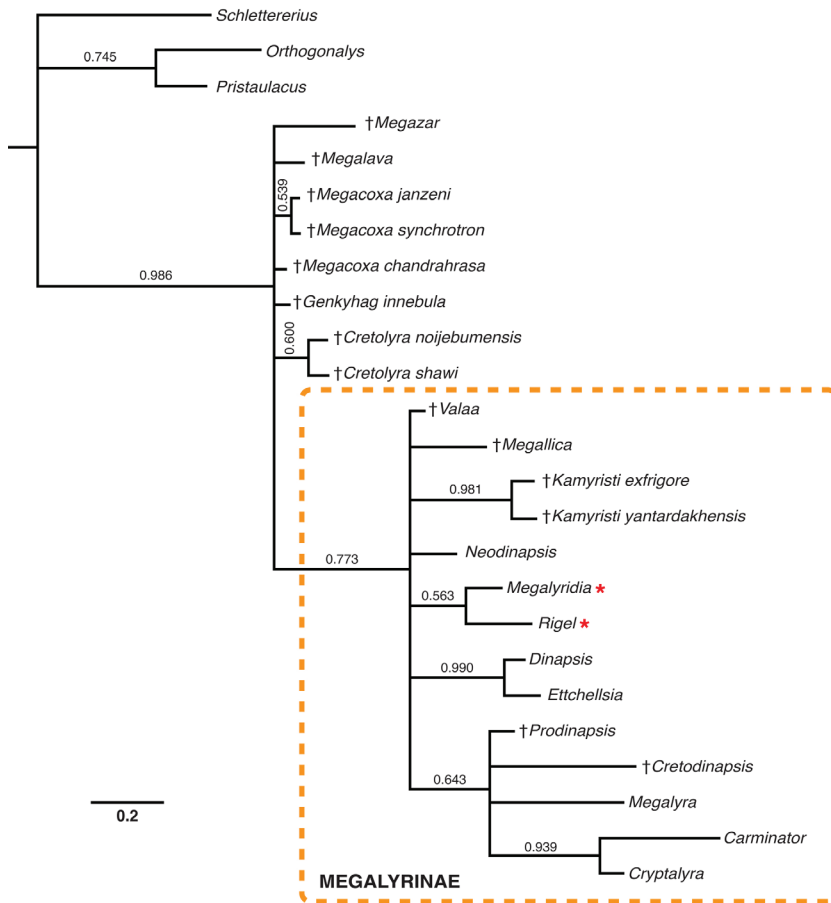 Schlettererius
0.745
Orthogonalys
Pristaulacus
†Megazar
†Megalava
0.539
†Megacoxa janzeni
†Megacoxa synchrotron
†Megacoxa chandrahrasa
0.986
†Genkyhag innebula
0.600
†Cretolyra noijebumensis
†Cretolyra shawi
†Valaa
†Megallica
0.981
†Kamyristi exfrigore
†Kamyristi yantardakhensis
Neodinapsis
0.773
0.563
Megalyridia *
Rigel *
0.990
Dinapsis
Ettchellsia
†Prodinapsis
†Cretodinapsis
0.643
Megalyra
0.2
Carminator
0.939
Cryptalyra
MEGALYRINAE